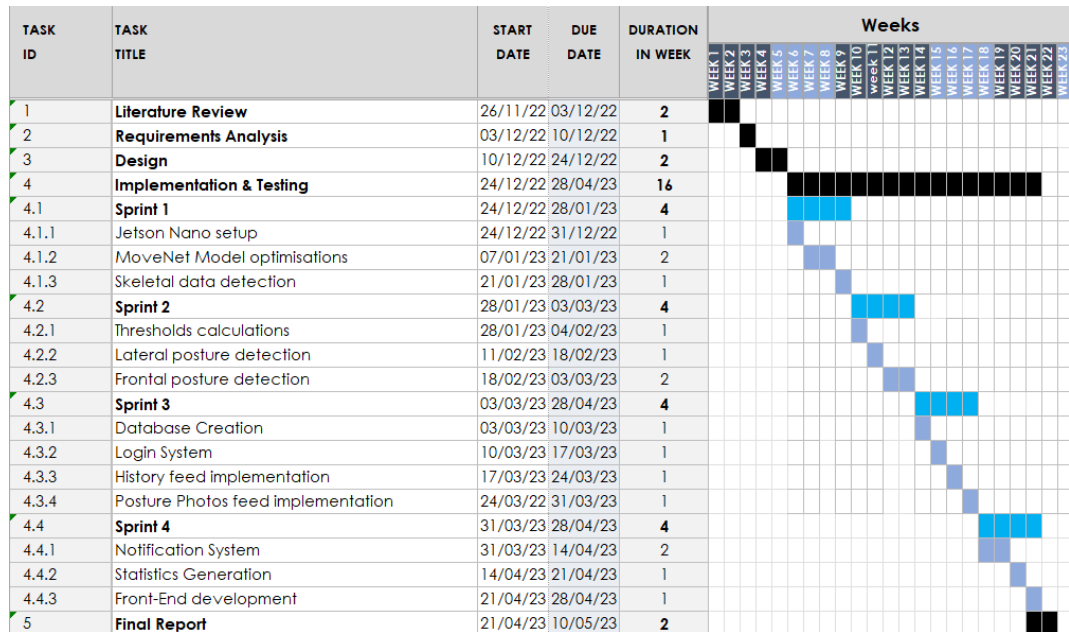 TASK ID TASK TITLE START DATE DUE DATE DURATION IN WEEK Weeks
WEEK 1 WEEK 2 WEEK 3 WEEK 4 WEEK 5 WEEK 6 WEEK 7 WEEK 8 WEEK 9 WEEK 10 week 11 WEEK 12 WEEK 13 WEEK 14 WEEK 15 WEEK 16 WEEK 17 WEEK 18 WEEK 19 WEEK 20 WEEK 21 WEEK 22 WEEK 23
1 Literature Review 26/11/22 03/12/22 2
2 Requirements Analysis 03/12/22 10/12/22 1
3 Design 10/12/22 24/12/22 2
4 Implementation & Testing 24/12/22 28/04/23 16
4.1 Sprint 1 24/12/22 28/01/23 4
4.1.1 Jetson Nano setup 24/12/22 31/12/22 1
4.1.2 MoveNet Model optimisations 07/01/23 21/01/23 2
4.1.3 Skeletal data detection 21/01/23 28/01/23 1
4.2 Sprint 2 28/01/23 03/03/23 4
4.2.1 Thresholds calculations 28/01/23 04/02/23 1
4.2.2 Lateral posture detection 11/02/23 18/02/23 1
4.2.3 Frontal posture detection 18/02/23 03/03/23 2
4.3 Sprint 3 03/03/23 28/04/23 4
4.3.1 Database Creation 03/03/23 10/03/23 1
4.3.2 Login System 10/03/23 17/03/23 1
4.3.3 History feed implementation 17/03/23 24/03/23 1
4.3.4 Posture Photos feed implementation 24/03/22 31/03/23 1
4.4 Sprint 4 31/03/23 28/04/23 4
4.4.1 Notification System 31/03/23 14/04/23 2
4.4.2 Statistics Generation 14/04/23 21/04/23 1
4.4.3 Front-End development 21/04/23 28/04/23 1
5 Final Report 21/04/23 10/05/23 2